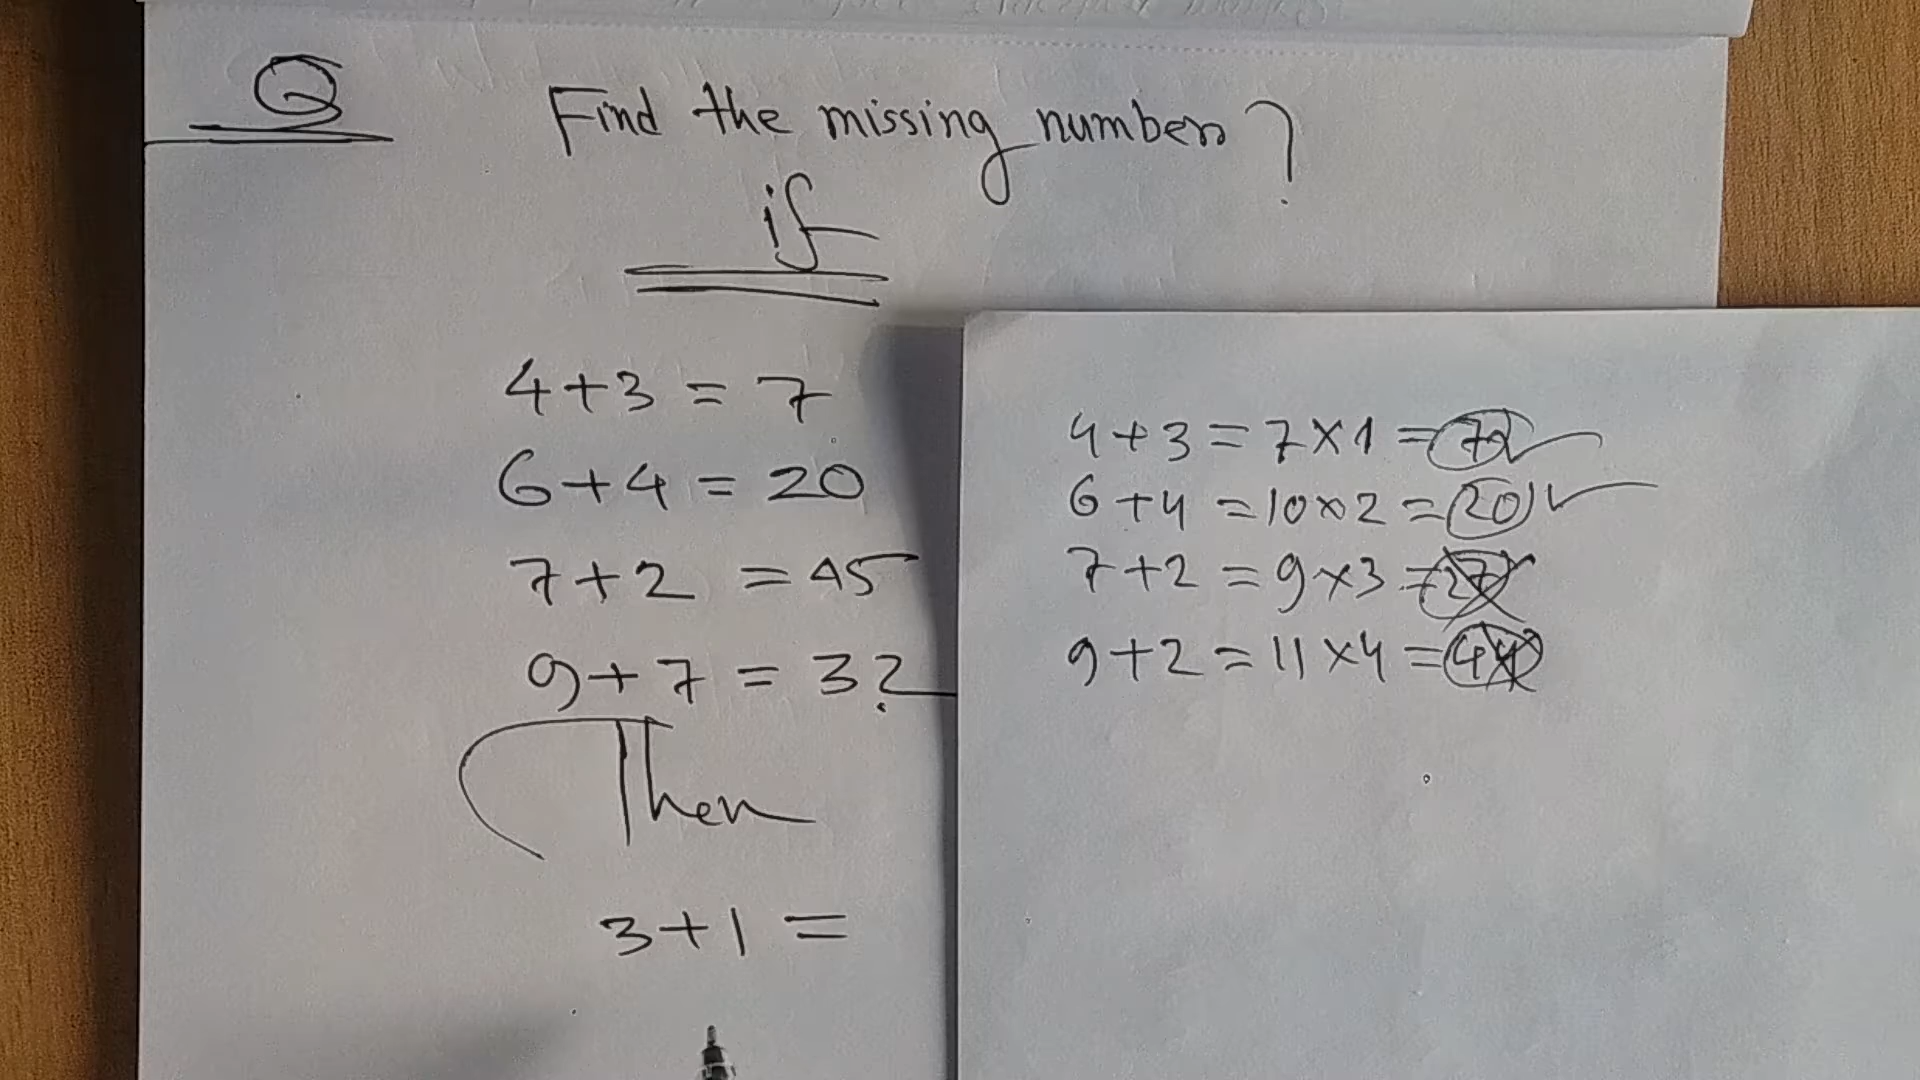 Q
Find the missing number?
if
4+3 = 7
6+4 = 20
7+2 = 45
9+7 = 32
Then
3+1 =
4+3 = 7×1 = 7
6+4 = 10×2 = 20
7+2 = 9×3 = 27
9+2 = 11×4 = 44